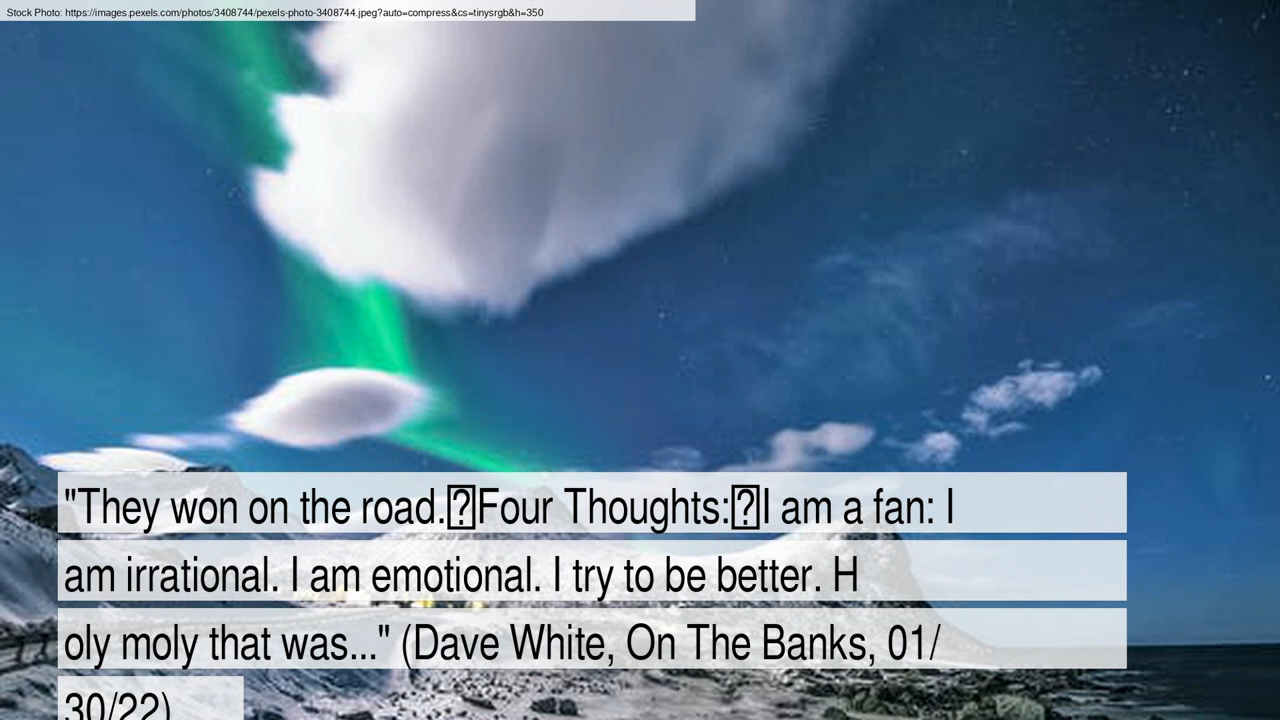 Stock Photo: https://images.pexels.com/photos/3408744/pexels-photo-3408744.jpeg?auto=compress&cs=tinysrgb&h=350
"They won on the road.⍰Four Thoughts:⍰I am a fan: I
am irrational. I am emotional. I try to be better. H
oly moly that was..." (Dave White, On The Banks, 01/
30/22)